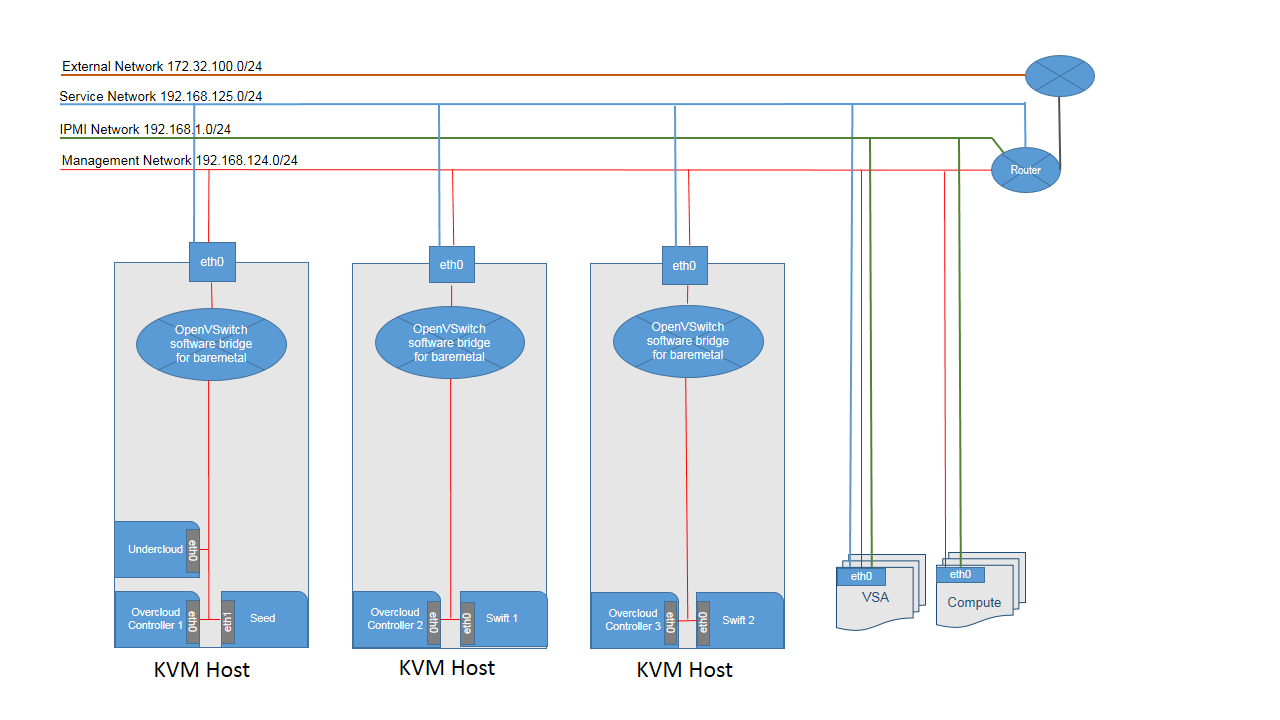 External Network 172.32.100.0/24
Service Network 192.168.125.0/24
IPMI Network 192.168.1.0/24
Management Network 192.168.124.0/24
Router
eth0
eth0
eth0
OpenVSwitch
software bridge
for baremetal
OpenVSwitch
software bridge
for baremetal
OpenVSwitch
software bridge
for baremetal
Undercloud
eth0
Overcloud
Controller 1
eth0
eth1
Seed
Overcloud
Controller 2
eth0
eth0
Swift 1
Overcloud
Controller 3
eth0
eth0
Swift 2
eth0
VSA
eth0
Compute
KVM Host
KVM Host
KVM Host